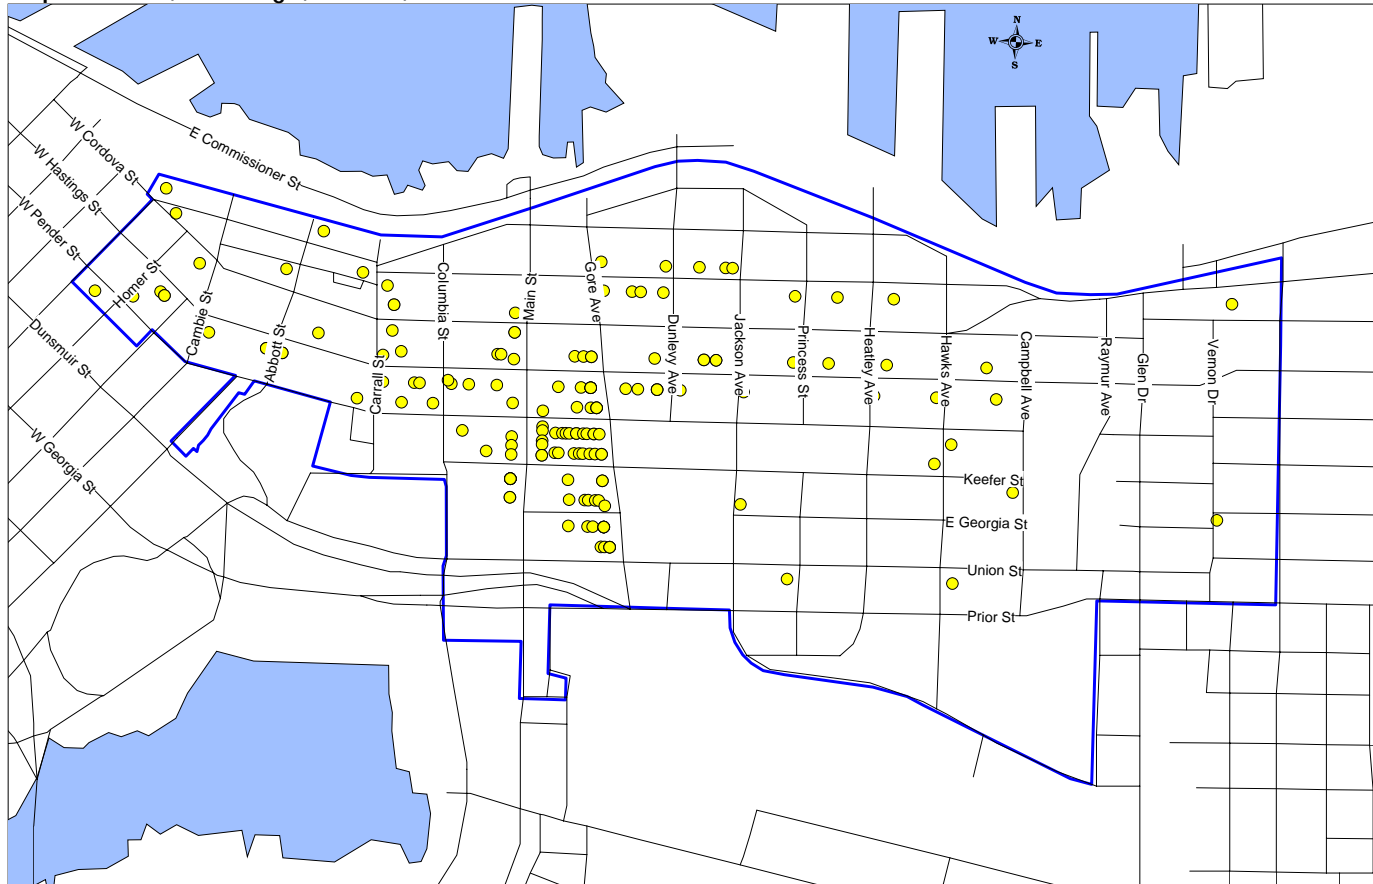 N
W E
S
W Cordova St
E Commissioner St
W Hastings St
W Pender St
Homer St
Cambie St
Abbott St
Carrall St
Columbia St
Main St
Gore Ave
Dunlevy Ave
Jackson Ave
Princess St
Heatley Ave
Hawks Ave
Campbell Ave
Raymur Ave
Glen Dr
Vernon Dr
Dunsmuir St
W Georgia St
Keefer St
E Georgia St
Union St
Prior St